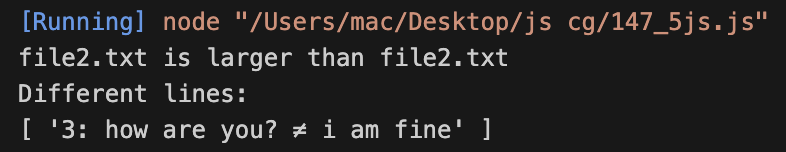 [Running] node "/Users/mac/Desktop/js cg/147_5js.js"
file2.txt is larger than file2.txt
Different lines:
[ '3: how are you? ≠ i am fine' ]